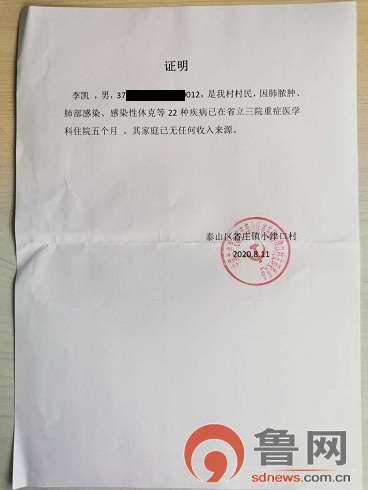 证明
李凯 ,男,37 0012,是我村村民,因肺脓肿、
肺部感染、感染性休克等 22 种疾病已在省立三院重症医学
科住院五个月 。其家庭已无任何收入来源。
泰山区省庄镇小津口村
2020.8.11
鲁网
sdnews.com.cn